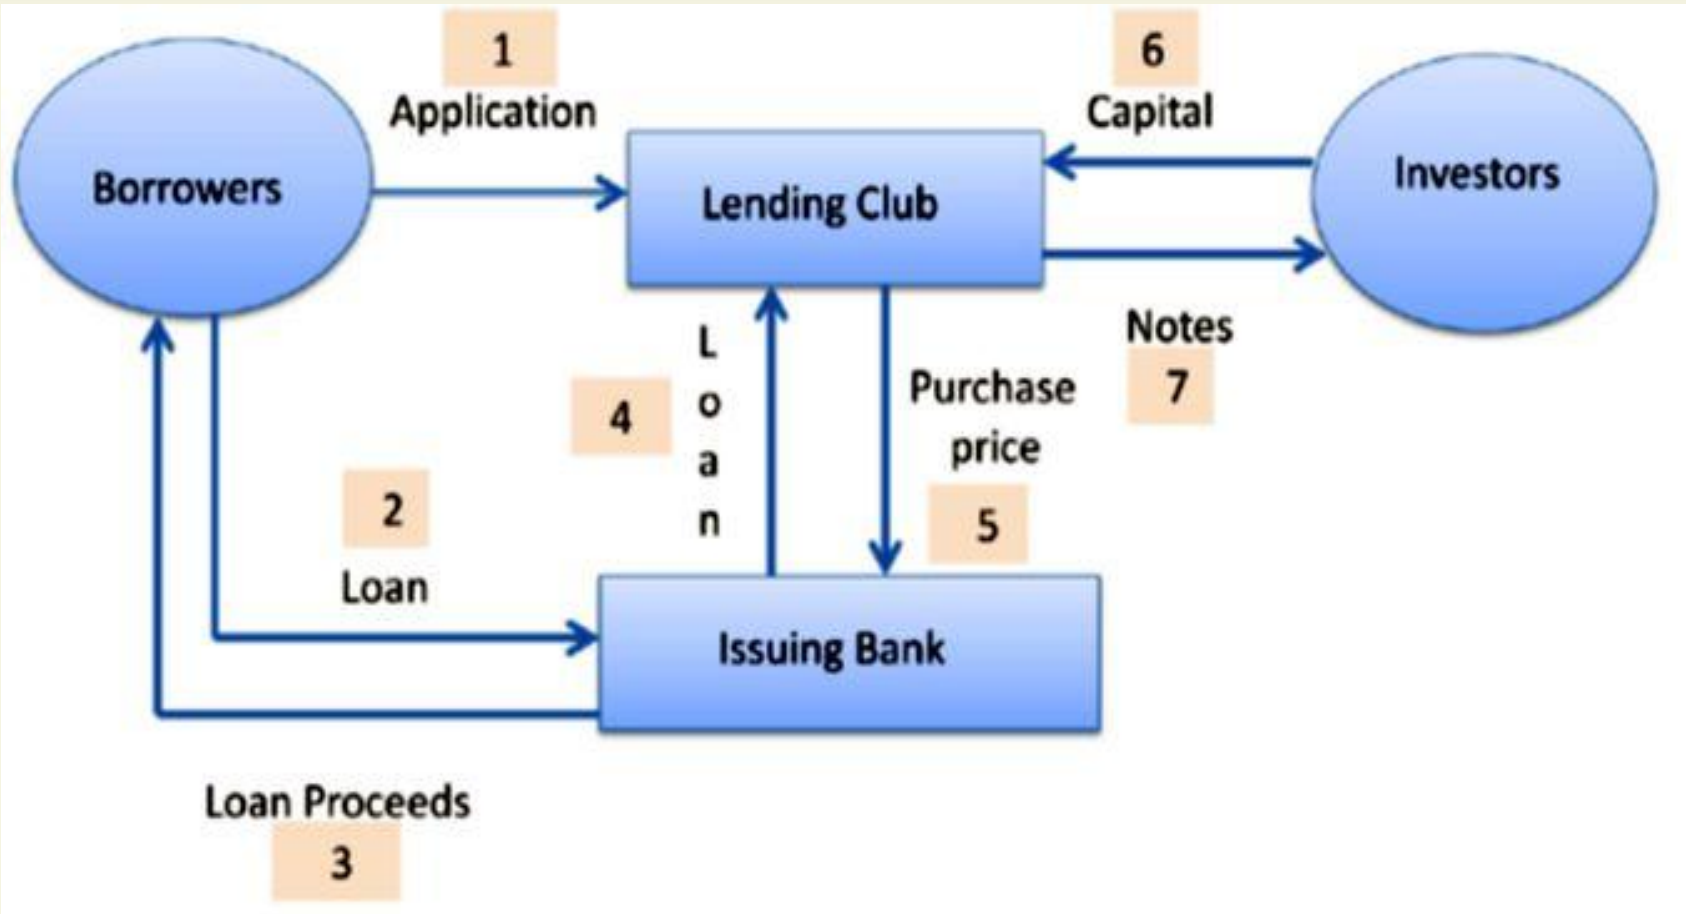 1
Application
6
Capital
Borrowers
Lending Club
Investors
Notes
7
L
o
a
n
4
Purchase
price
5
2
Loan
Issuing Bank
Loan Proceeds
3